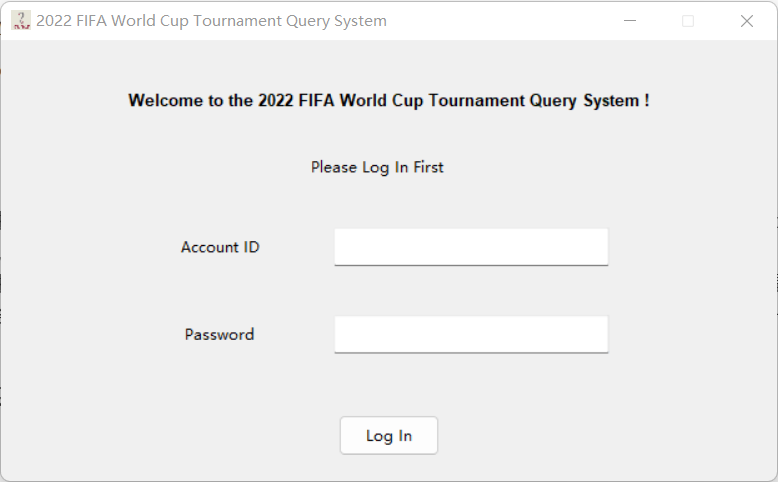 2022 FIFA World Cup Tournament Query System
Welcome to the 2022 FIFA World Cup Tournament Query System !
Please Log In First
Account ID
Password
Log In